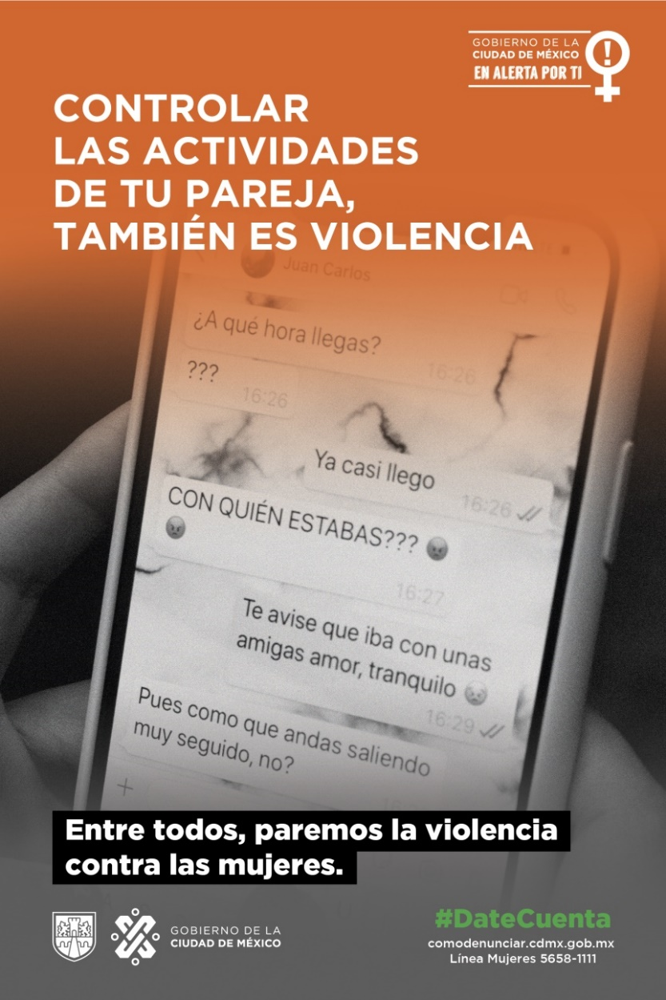 GOBIERNO DE LA
CIUDAD DE MÉXICO
EN ALERTA POR TI
CONTROLAR
LAS ACTIVIDADES
DE TU PAREJA,
TAMBIÉN ES VIOLENCIA
Juan Carlos
¿A qué hora llegas?
16:26
???
16:26
Ya casi llego
16:26
CON QUIÉN ESTABAS???
16:27
Te avise que iba con unas
amigas amor, tranquilo
16:29
Pues como que andas saliendo
muy seguido, no?
Entre todos, paremos la violencia
contra las mujeres.
GOBIERNO DE LA
CIUDAD DE MÉXICO
#DateCuenta
comodenunciar.cdmx.gob.mx
Línea Mujeres 5658-1111